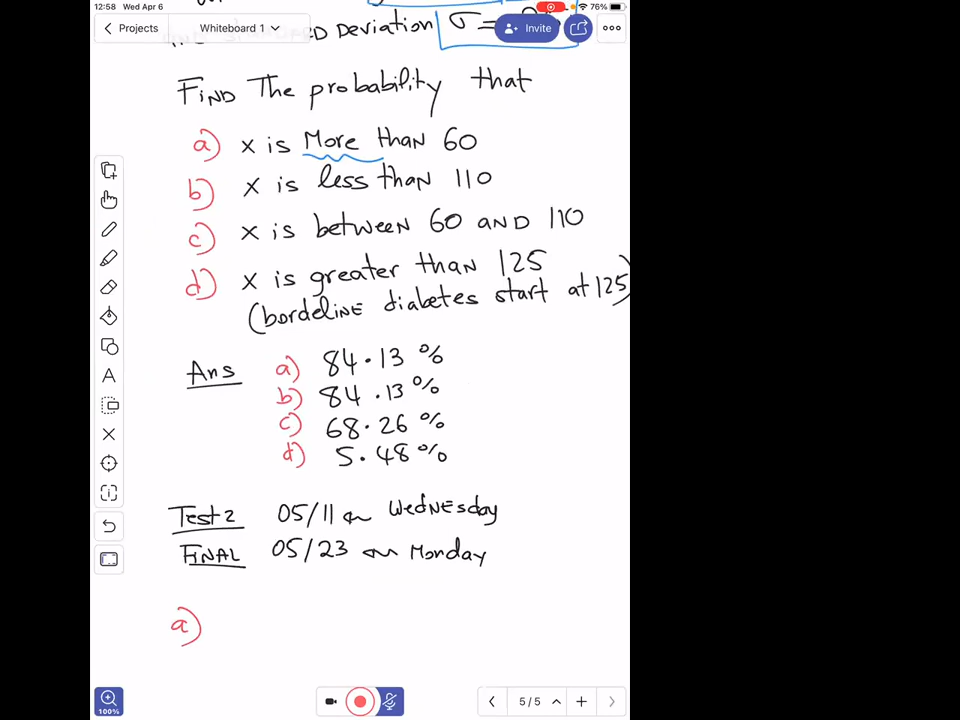 12:58 Wed Apr 6 76%
Projects Whiteboard 1 Invite
Deviation σ =
FIND The probability that
a) x is More than 60
b) x is less than 110
c) x is between 60 AND 110
d) x is greater than 125
(bordeline diabetes start at 125)
Ans a) 84.13 %
b) 84.13 %
c) 68.26 %
d) 5.48 %
Test 2 05/11 Wednesday
FINAL 05/23 Monday
a)
A
100% 5/5